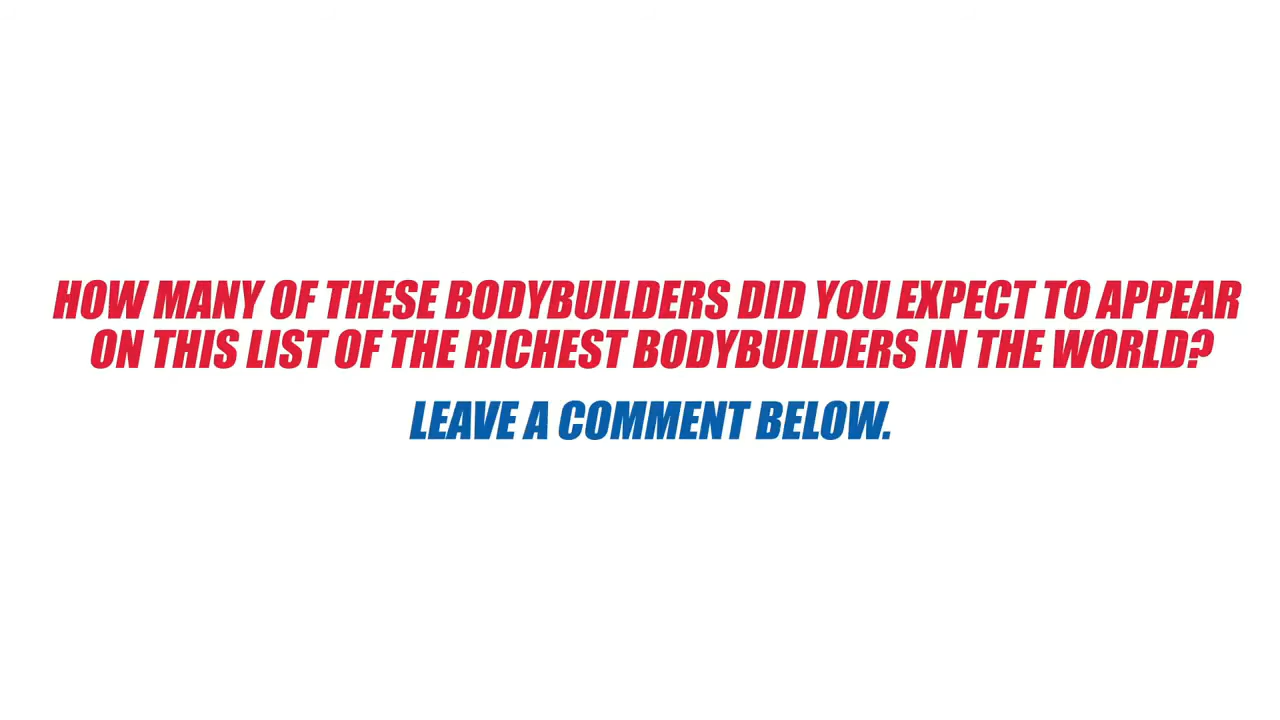 HOW MANY OF THESE BODYBUILDERS DID YOU EXPECT TO APPEAR
ON THIS LIST OF THE RICHEST BODYBUILDERS IN THE WORLD?
LEAVE A COMMENT BELOW.